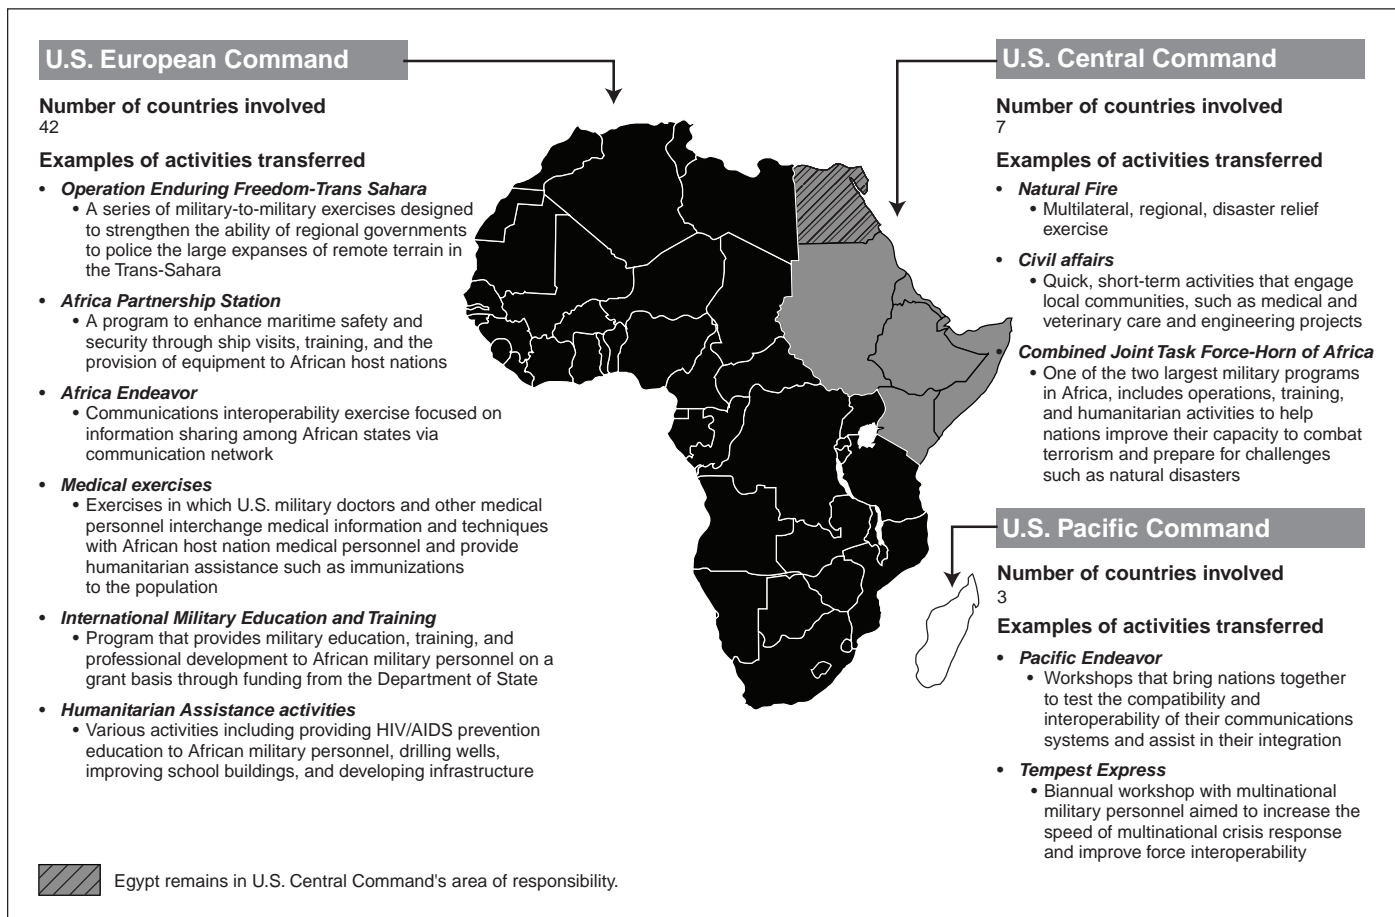 U.S. European Command
Number of countries involved
42
Examples of activities transferred
• Operation Enduring Freedom-Trans Sahara
• A series of military-to-military exercises designed
to strengthen the ability of regional governments
to police the large expanses of remote terrain in
the Trans-Sahara
• Africa Partnership Station
• A program to enhance maritime safety and
security through ship visits, training, and the
provision of equipment to African host nations
• Africa Endeavor
• Communications interoperability exercise focused on
information sharing among African states via
communication network
• Medical exercises
• Exercises in which U.S. military doctors and other medical
personnel interchange medical information and techniques
with African host nation medical personnel and provide
humanitarian assistance such as immunizations
to the population
• International Military Education and Training
• Program that provides military education, training, and
professional development to African military personnel on a
grant basis through funding from the Department of State
• Humanitarian Assistance activities
• Various activities including providing HIV/AIDS prevention
education to African military personnel, drilling wells,
improving school buildings, and developing infrastructure
U.S. Central Command
Number of countries involved
7
Examples of activities transferred
• Natural Fire
• Multilateral, regional, disaster relief
exercise
• Civil affairs
• Quick, short-term activities that engage
local communities, such as medical and
veterinary care and engineering projects
• Combined Joint Task Force-Horn of Africa
• One of the two largest military programs
in Africa, includes operations, training,
and humanitarian activities to help
nations improve their capacity to combat
terrorism and prepare for challenges
such as natural disasters
U.S. Pacific Command
Number of countries involved
3
Examples of activities transferred
• Pacific Endeavor
• Workshops that bring nations together
to test the compatibility and
interoperability of their communications
systems and assist in their integration
• Tempest Express
• Biannual workshop with multinational
military personnel aimed to increase the
speed of multinational crisis response
and improve force interoperability
Egypt remains in U.S. Central Command's area of responsibility.